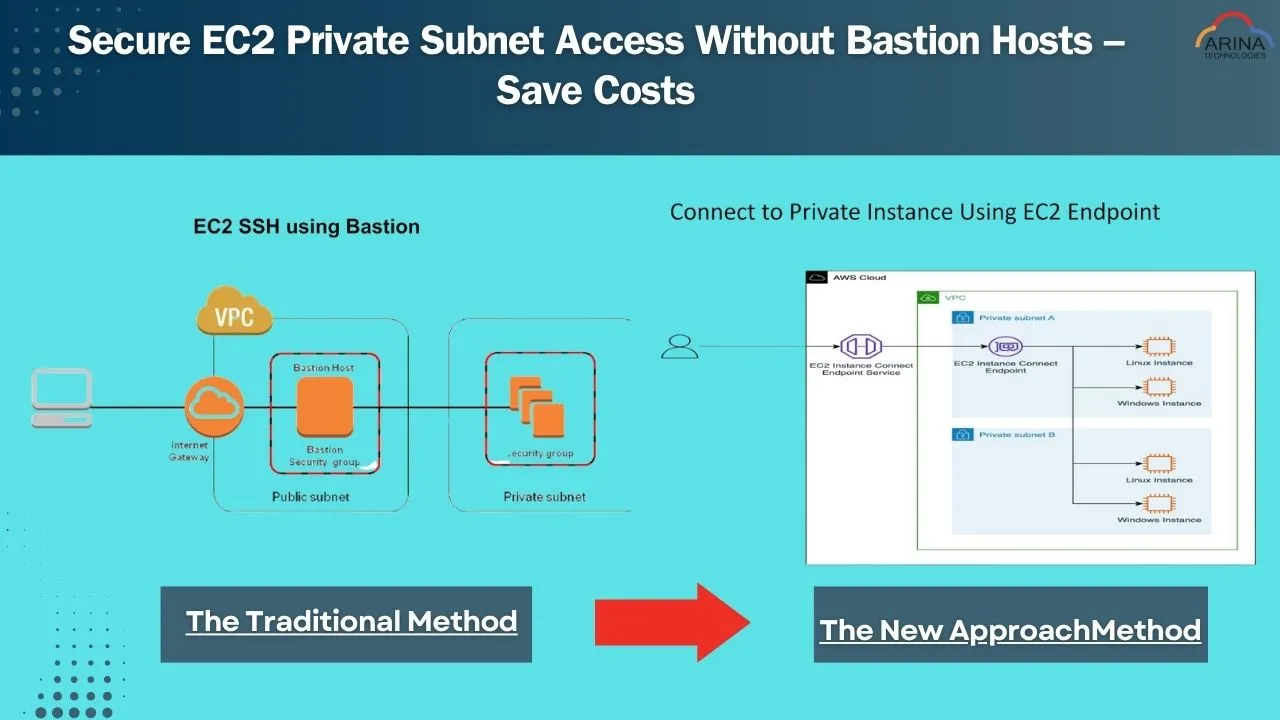 Secure EC2 Private Subnet Access Without Bastion Hosts –
Save Costs
ARINA
TECHNOLOGIES
EC2 SSH using Bastion
VPC
Bastion Host
Internet
Gateway
Bastion
Security group
Public subnet
ecurity group
Private subnet
Connect to Private Instance Using EC2 Endpoint
AWS Cloud
VPC
Private subnet A
EC2 Instance Connect
Endpoint Service
EC2 Instance Connect
Endpoint
Linux Instance
Windows Instance
Private subnet B
Linux Instance
Windows Instance
The Traditional Method
The New ApproachMethod